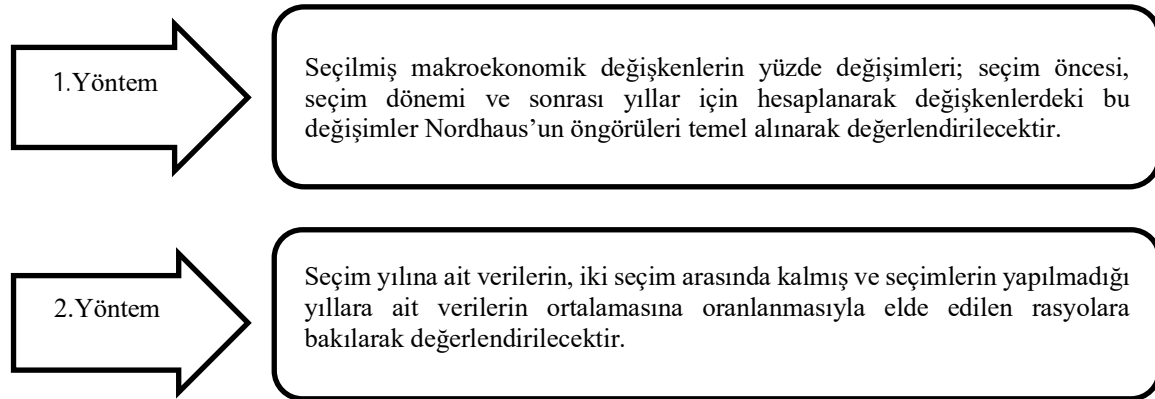 1.Yöntem
Seçilmiş makroekonomik değişkenlerin yüzde değişimleri; seçim öncesi,
seçim dönemi ve sonrası yıllar için hesaplanarak değişkenlerdeki bu
değişimler Nordhaus’un öngörüleri temel alınarak değerlendirilecektir.
2.Yöntem
Seçim yılına ait verilerin, iki seçim arasında kalmış ve seçimlerin yapılmadığı
yıllara ait verilerin ortalamasına oranlanmasıyla elde edilen rasyolara
bakılarak değerlendirilecektir.